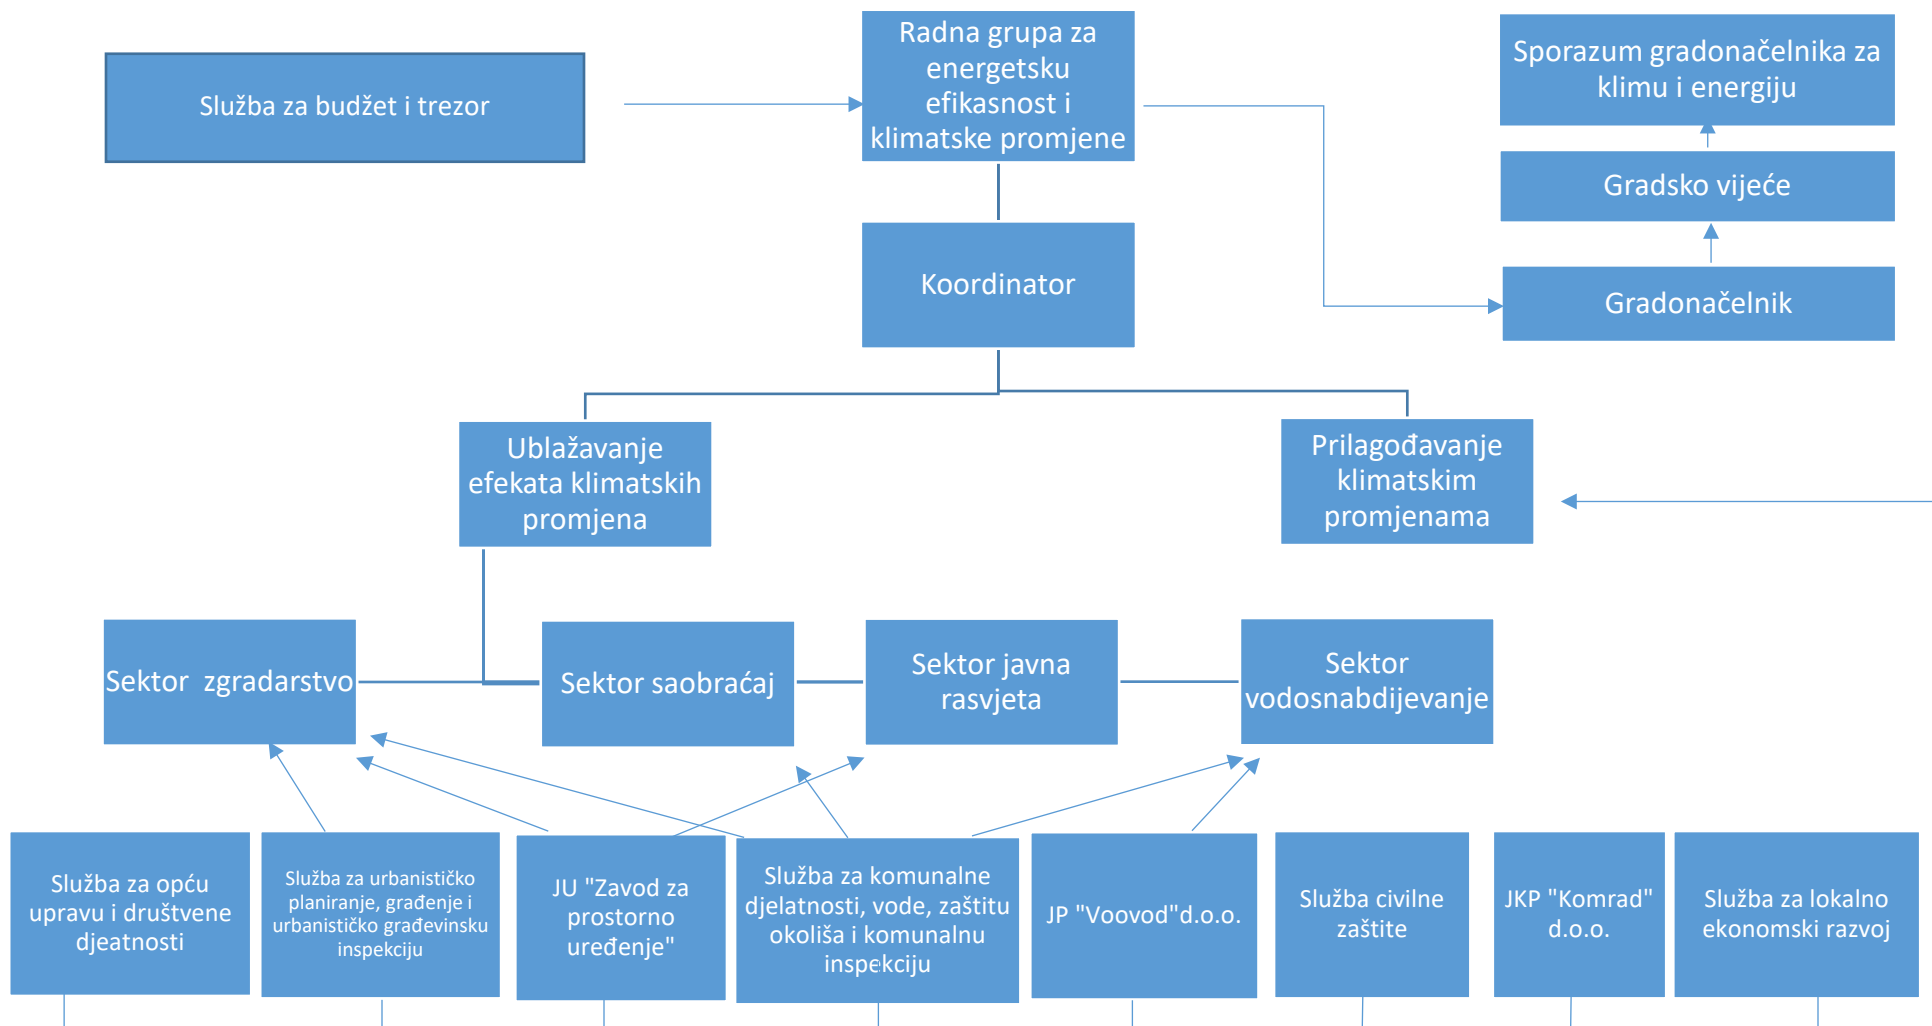 Služba za budžet i trezor
Radna grupa za
energetsku
efikasnost i
klimatske promjene
Sporazum gradonačelnika za
klimu i energiju
Gradsko vijeće
Gradonačelnik
Koordinator
Ublažavanje
efekata klimatskih
promjena
Prilagođavanje
klimatskim
promjenama
Sektor zgradarstvo
Sektor saobraćaj
Sektor javna
rasvjeta
Sektor
vodosnabdijevanje
Služba za opću
upravu i društvene
djeatnosti
Služba za urbanističko
planiranje, građenje i
urbanističko građevinsku
inspekciju
JU "Zavod za
prostorno
uređenje"
Služba za komunalne
djelatnosti, vode, zaštitu
okoliša i komunalnu
inspekciju
JP "Voovod"d.o.o.
Služba civilne
zaštite
JKP "Komrad"
d.o.o.
Služba za lokalno
ekonomski razvoj